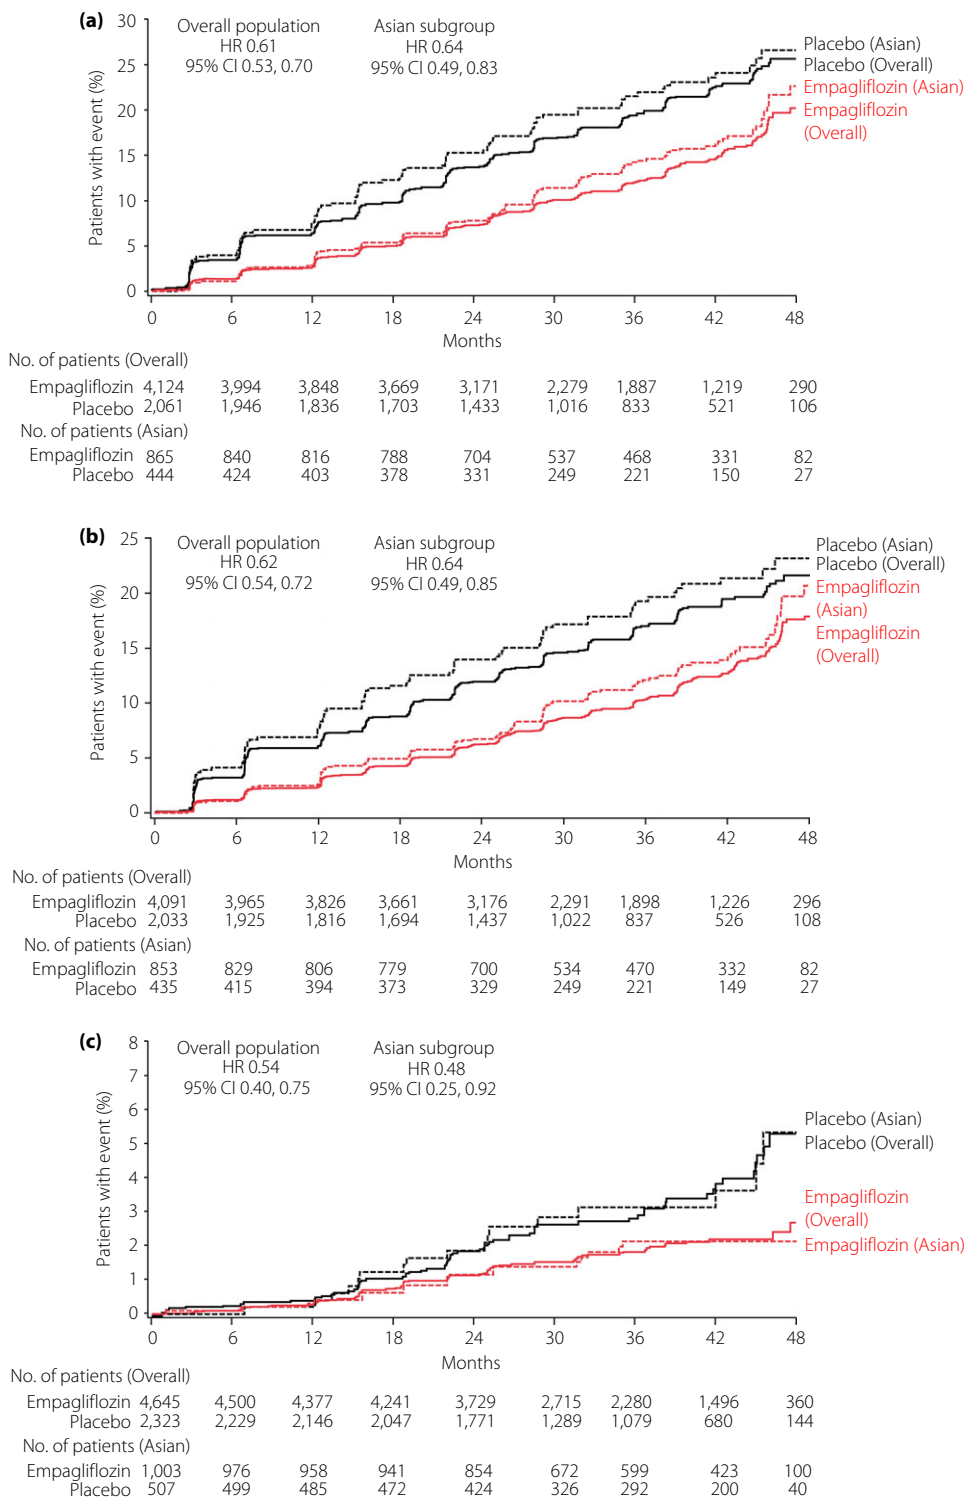 (a)
Overall population
HR 0.61
95% CI 0.53, 0.70
Asian subgroup
HR 0.64
95% CI 0.49, 0.83
Patients with event (%)
30
25
20
15
10
5
0
Placebo (Asian)
Placebo (Overall)
Empagliflozin (Asian)
Empagliflozin
(Overall)
0 6 12 18 24 30 36 42 48
Months
No. of patients (Overall)
Empagliflozin 4,124 3,994 3,848 3,669 3,171 2,279 1,887 1,219 290
Placebo 2,061 1,946 1,836 1,703 1,433 1,016 833 521 106
No. of patients (Asian)
Empagliflozin 865 840 816 788 704 537 468 331 82
Placebo 444 424 403 378 331 249 221 150 27
(b)
Overall population
HR 0.62
95% CI 0.54, 0.72
Asian subgroup
HR 0.64
95% CI 0.49, 0.85
Patients with event (%)
25
20
15
10
5
0
Placebo (Asian)
Placebo (Overall)
Empagliflozin
(Asian)
Empagliflozin
(Overall)
0 6 12 18 24 30 36 42 48
Months
No. of patients (Overall)
Empagliflozin 4,091 3,965 3,826 3,661 3,176 2,291 1,898 1,226 296
Placebo 2,033 1,925 1,816 1,694 1,437 1,022 837 526 108
No. of patients (Asian)
Empagliflozin 853 829 806 779 700 534 470 332 82
Placebo 435 415 394 373 329 249 221 149 27
(c)
Overall population
HR 0.54
95% CI 0.40, 0.75
Asian subgroup
HR 0.48
95% CI 0.25, 0.92
Patients with event (%)
8
7
6
5
4
3
2
1
0
Placebo (Asian)
Placebo (Overall)
Empagliflozin
(Overall)
Empagliflozin (Asian)
0 6 12 18 24 30 36 42 48
Months
No. of patients (Overall)
Empagliflozin 4,645 4,500 4,377 4,241 3,729 2,715 2,280 1,496 360
Placebo 2,323 2,229 2,146 2,047 1,771 1,289 1,079 680 144
No. of patients (Asian)
Empagliflozin 1,003 976 958 941 854 672 599 423 100
Placebo 507 499 485 472 424 326 292 200 40